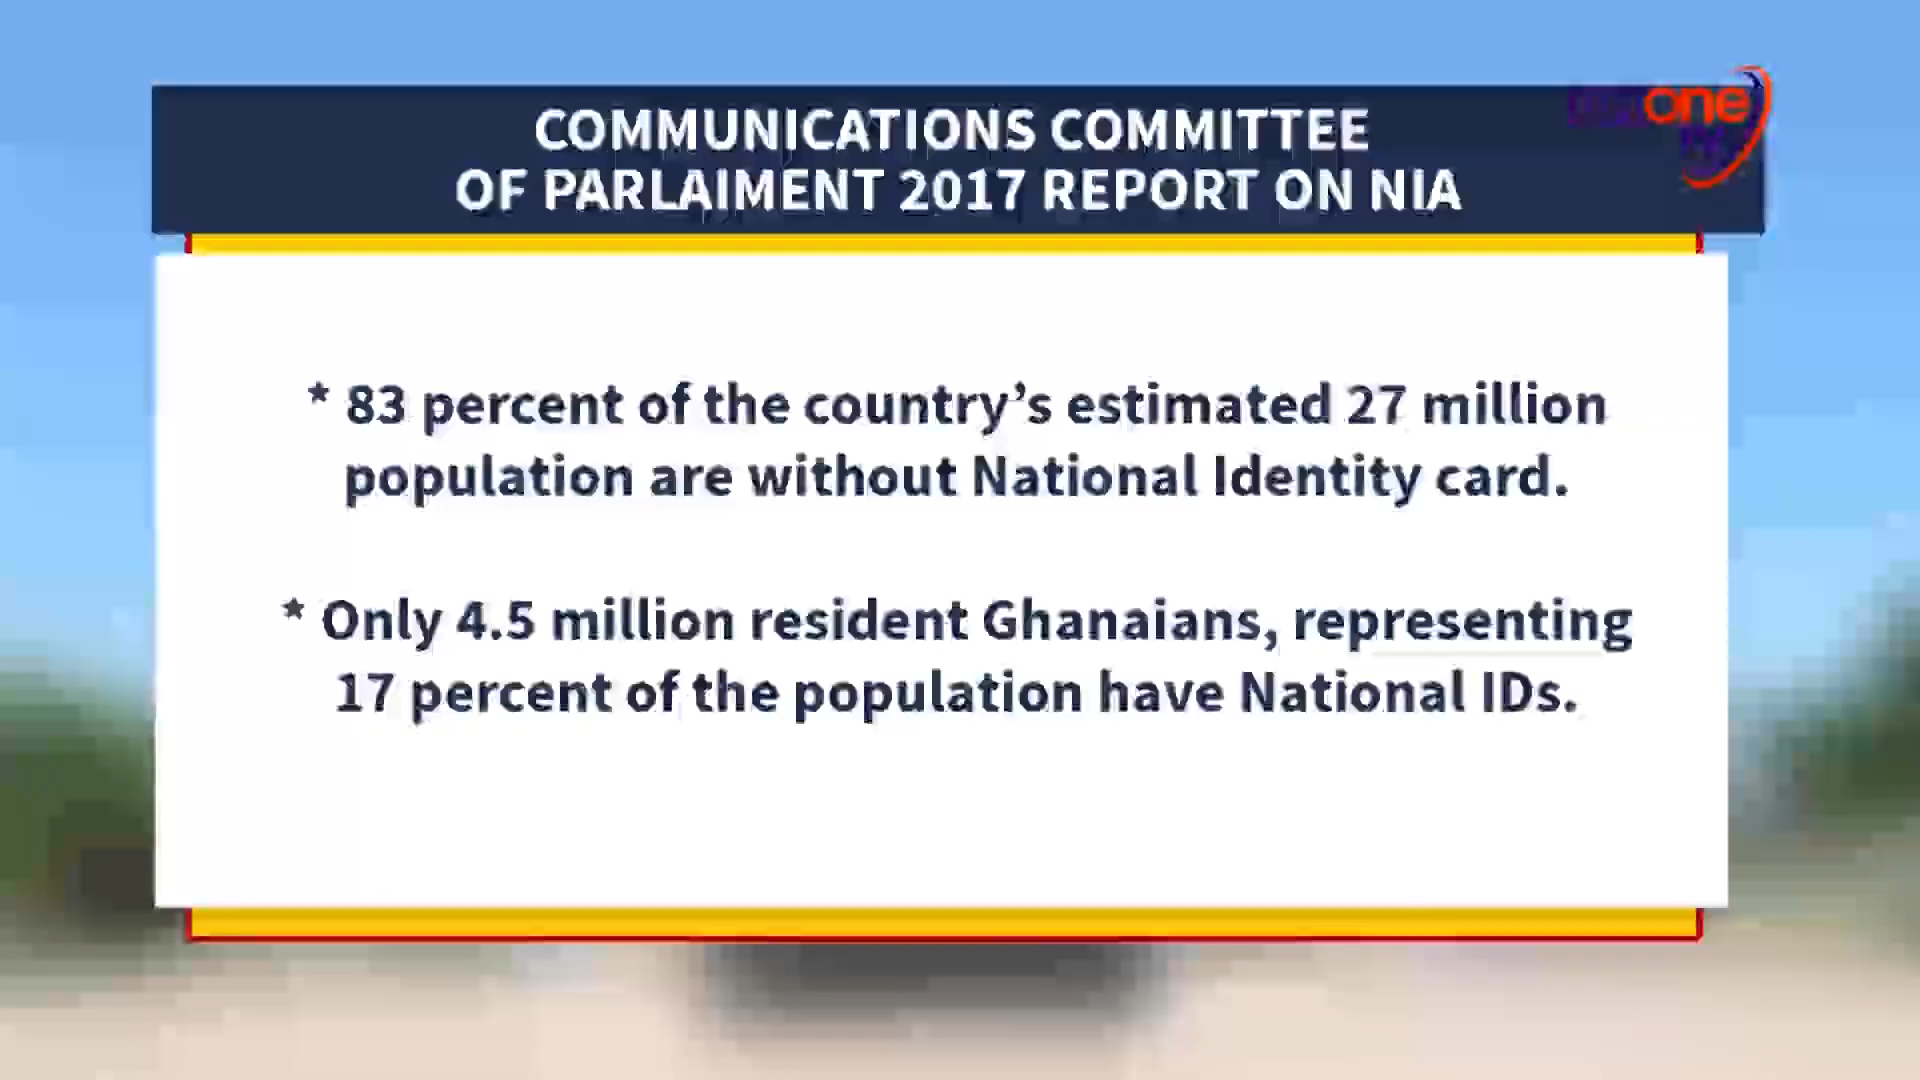 COMMUNICATIONS COMMITTEE
OF PARLAIMENT 2017 REPORT ON NIA
one
* 83 percent of the country’s estimated 27 million
population are without National Identity card.
* Only 4.5 million resident Ghanaians, representing
17 percent of the population have National IDs.